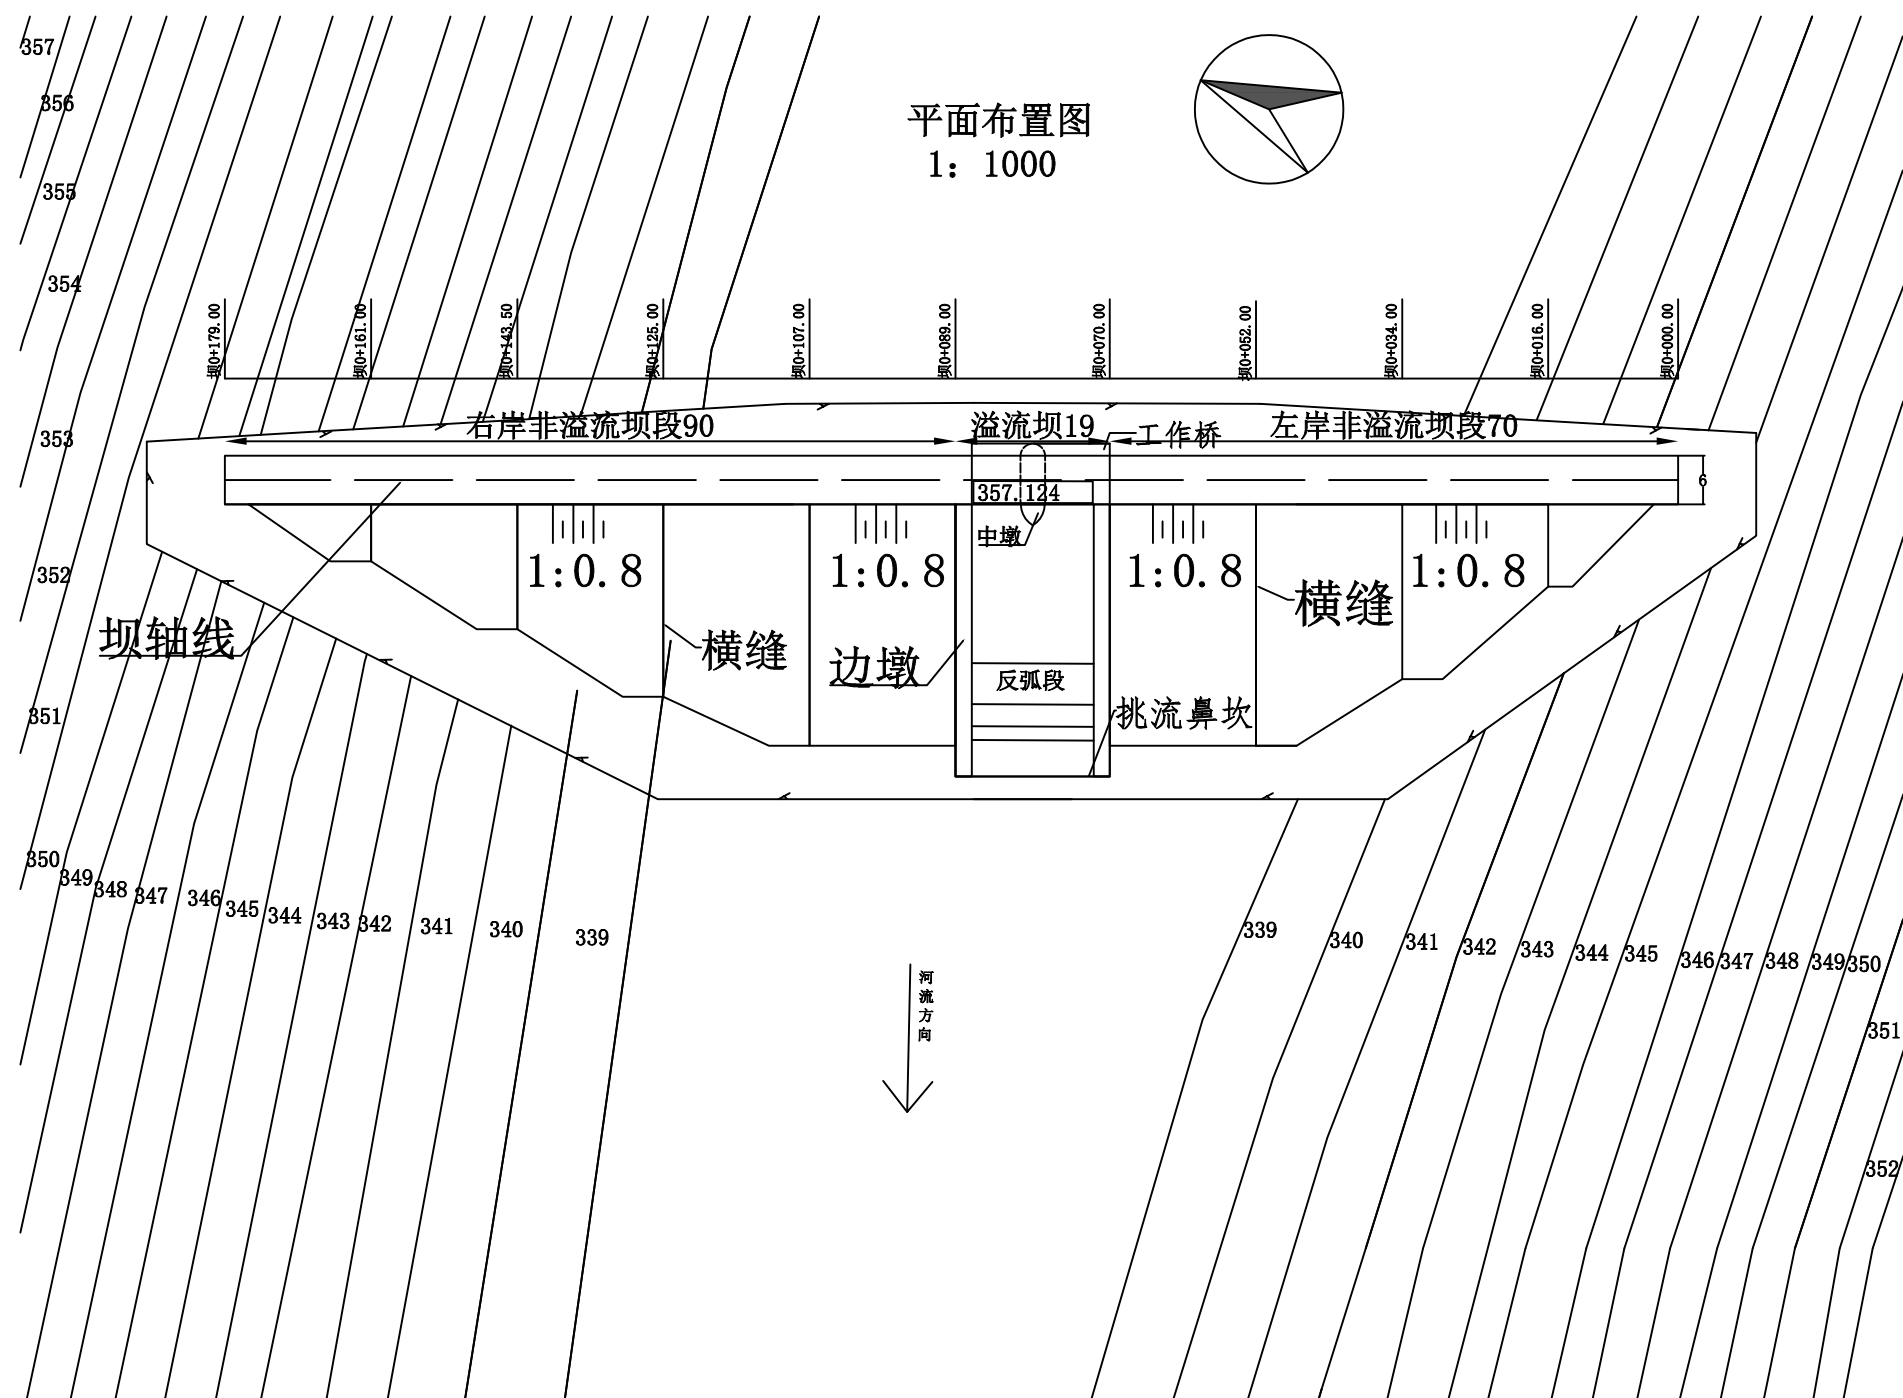 平面布置图
1: 1000
357
356
355
354
353
352
351
350
349
348
347
346
345
344
343
342
341
340
339
坝0+179.00
坝0+161.00
坝0+143.50
坝0+125.00
坝0+107.00
坝0+089.00
坝0+070.00
坝0+052.00
坝0+034.00
坝0+016.00
坝0+000.00
右岸非溢流坝段90
溢流坝19
工作桥
左岸非溢流坝段70
6
357.124
中墩
1:0.8
1:0.8
1:0.8
1:0.8
坝轴线
横缝
边墩
横缝
反弧段
挑流鼻坎
河流方向
339
340
341
342
343
344
345
346
347
348
349
350
351
352